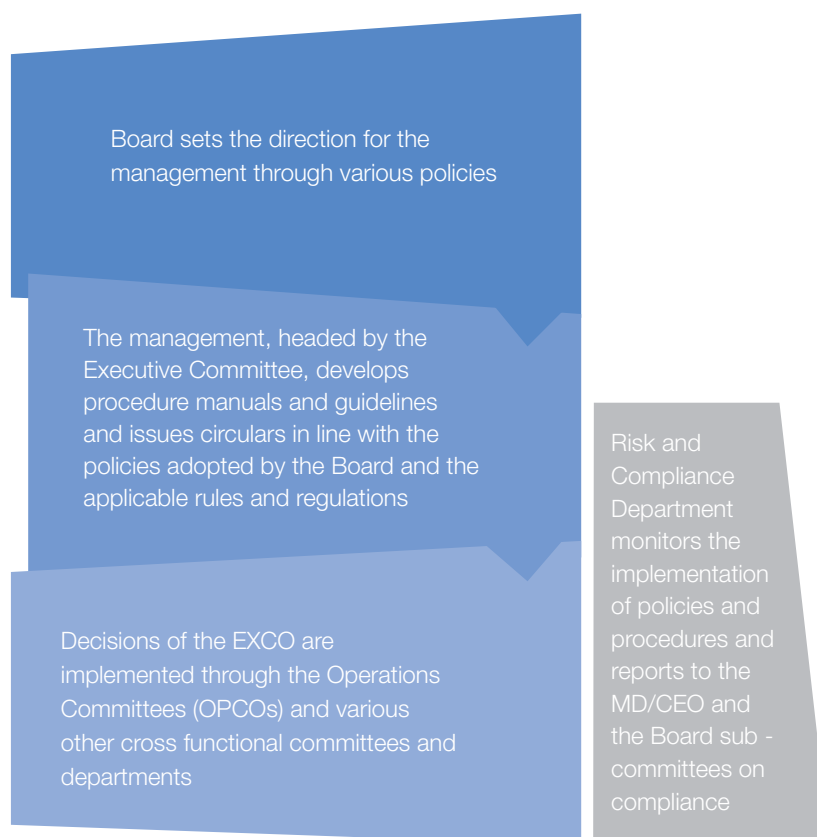 Board sets the direction for the
management through various policies
The management, headed by the
Executive Committee, develops
procedure manuals and guidelines
and issues circulars in line with the
policies adopted by the Board and the
applicable rules and regulations
Decisions of the EXCO are
implemented through the Operations
Committees (OPCOs) and various
other cross functional committees and
departments
Risk and
Compliance
Department
monitors the
implementation
of policies and
procedures and
reports to the
MD/CEO and
the Board sub -
committees on
compliance